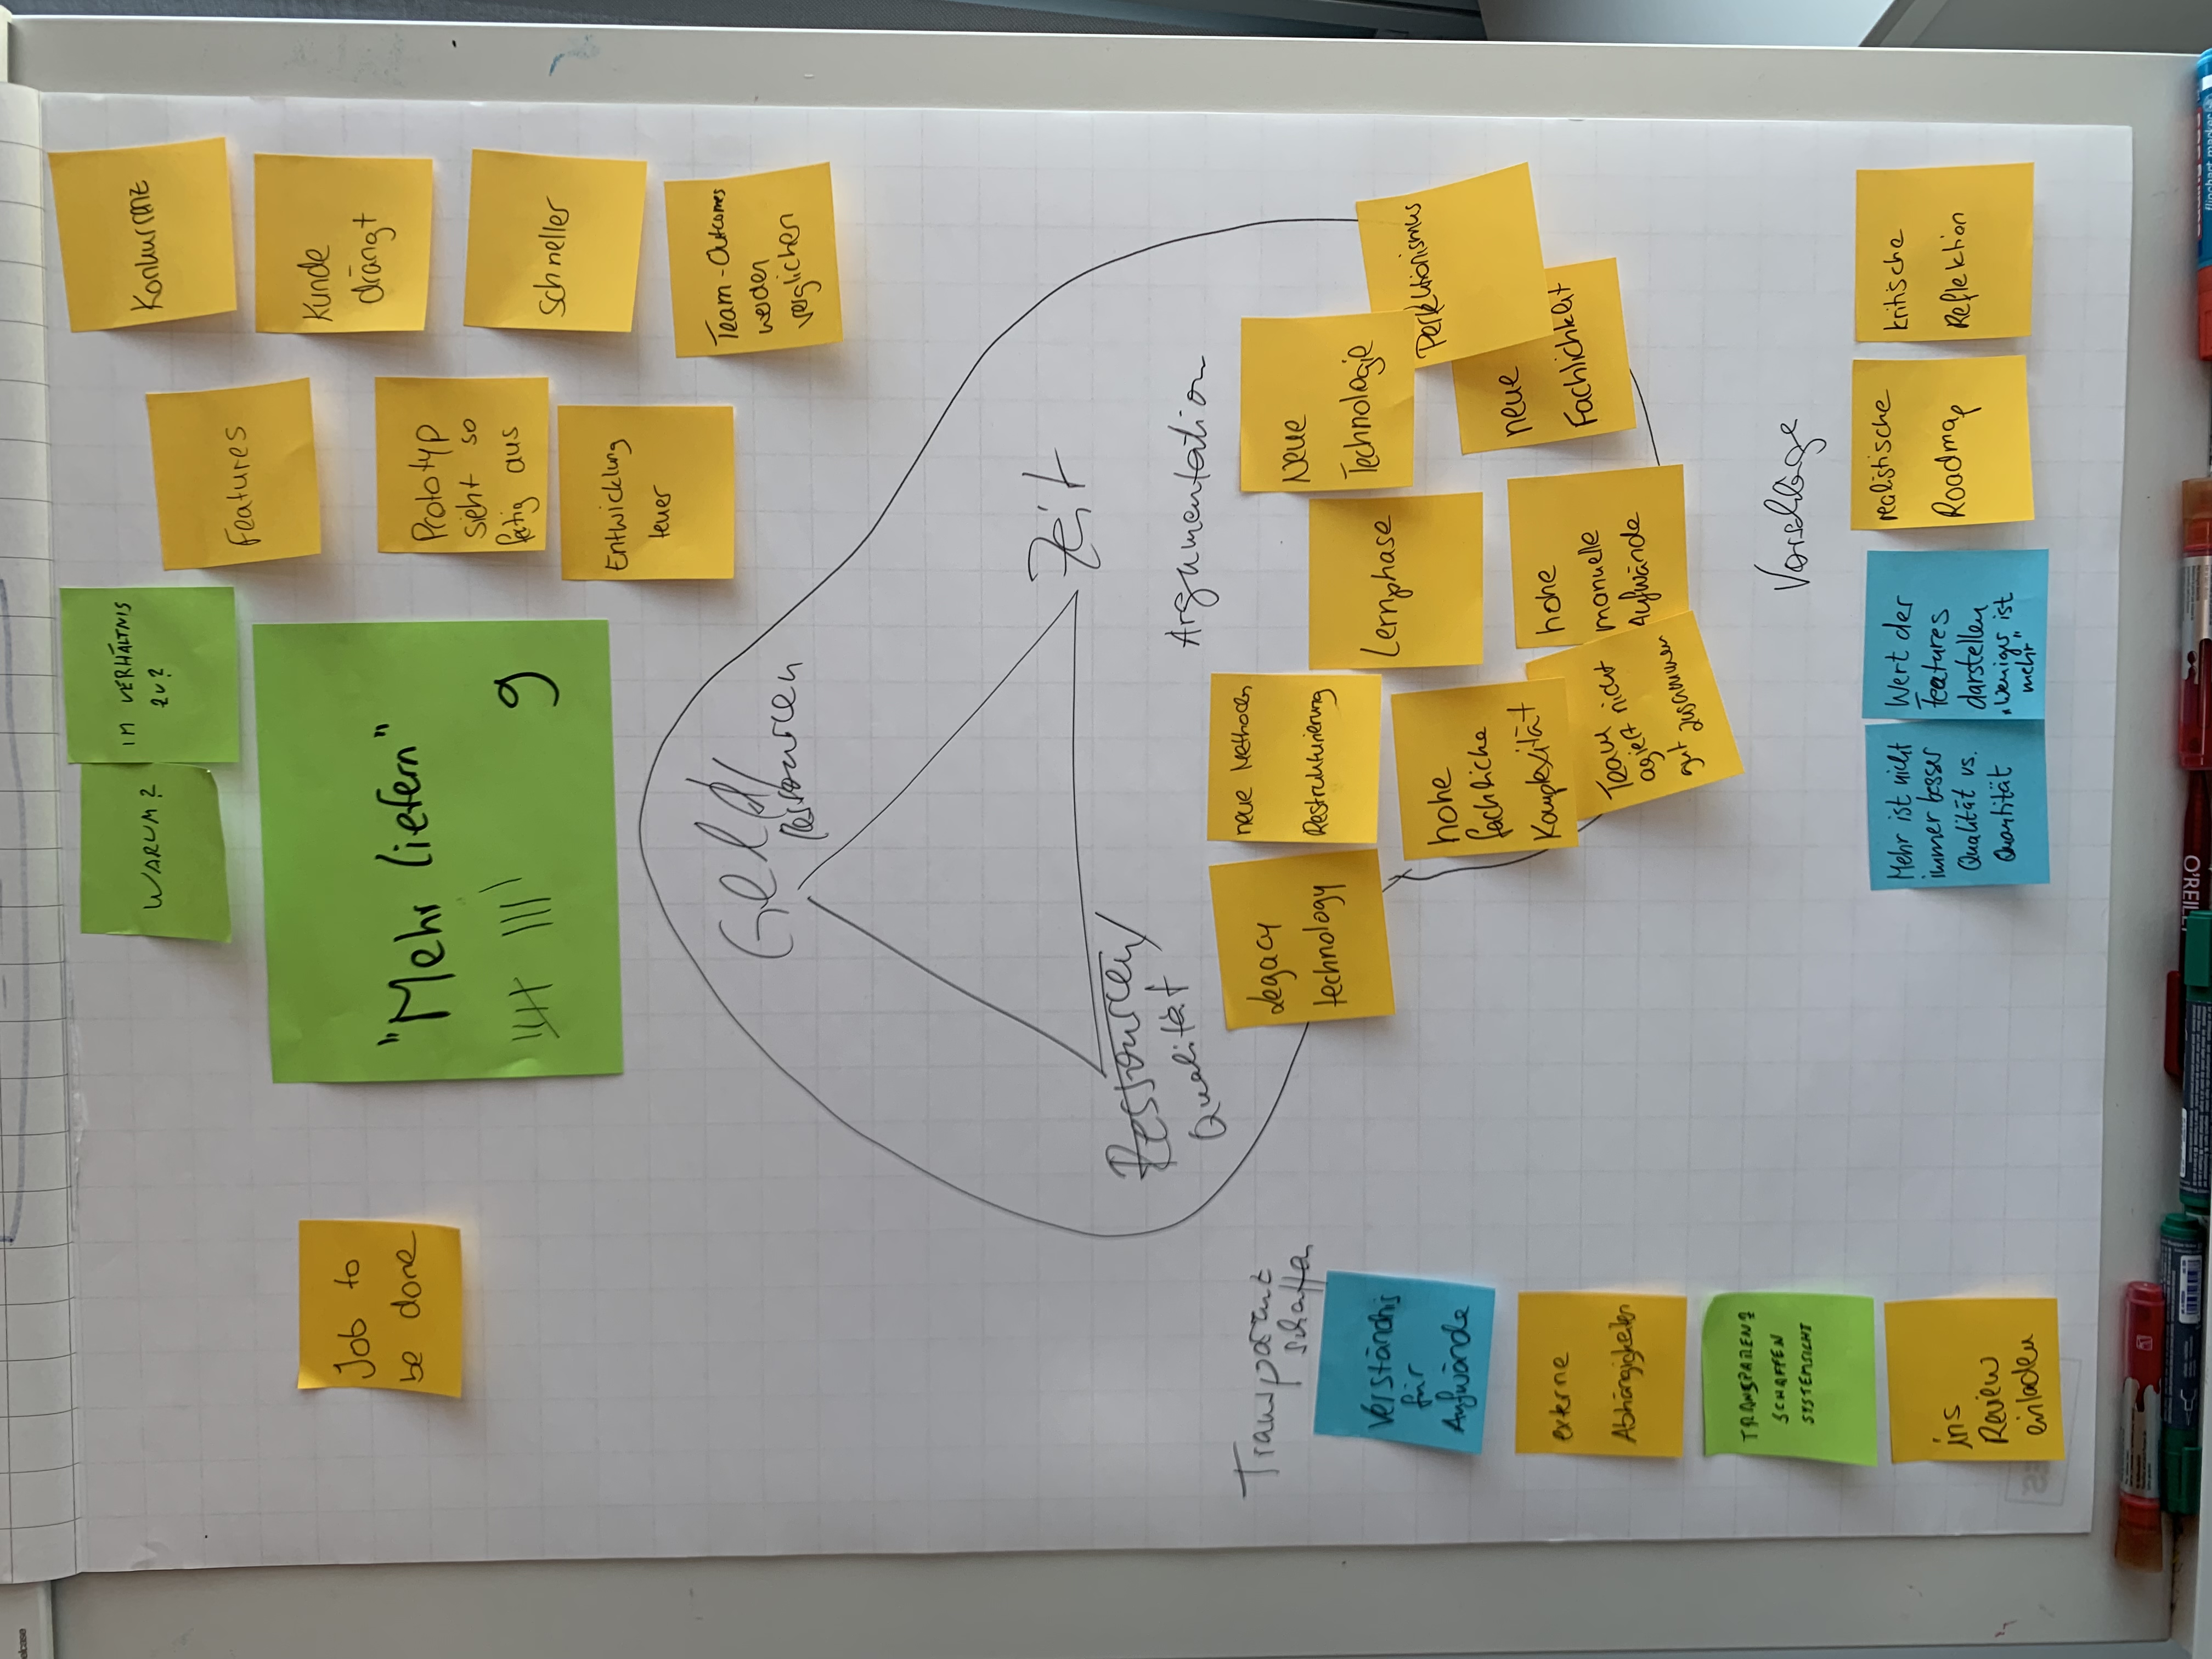 WARUM?
IM VERHÄLTNIS
ZU?
Konkurrenz
Features
Kunde
drängt
Job to
be done
"Mehr liefern"
9
Prototyp
sieht so
fertig aus
Schneller
Entwicklung
teuer
Team-Outcomes
werden
verglichen
Geld/
Ressourcen
Zeit
Ressourcen/
Qualität
Argumentation
Legacy
technology
neue Methoden
Restrukturierung
Lernphase
Neue
Technologie
Perfektionismus
hohe
fachliche
Komplexität
Team
agiert nicht
gut zusammen
hohe
manuelle
Aufwände
neue
Fachlichkeit
Transparent
schaffen
Verständnis
für
Aufwände
externe
Abhängigkeiten
TRANSPARENZ
SCHAFFEN
SYSTEMSICHT
ins
Review
einladen
Vorschläge
Mehr ist nicht
immer besser
Qualität vs.
Quantität
Wert der
Features
darstellen
"Weniger ist
mehr"
realistische
Roadmap
kritische
Reflektion
O'REILLY